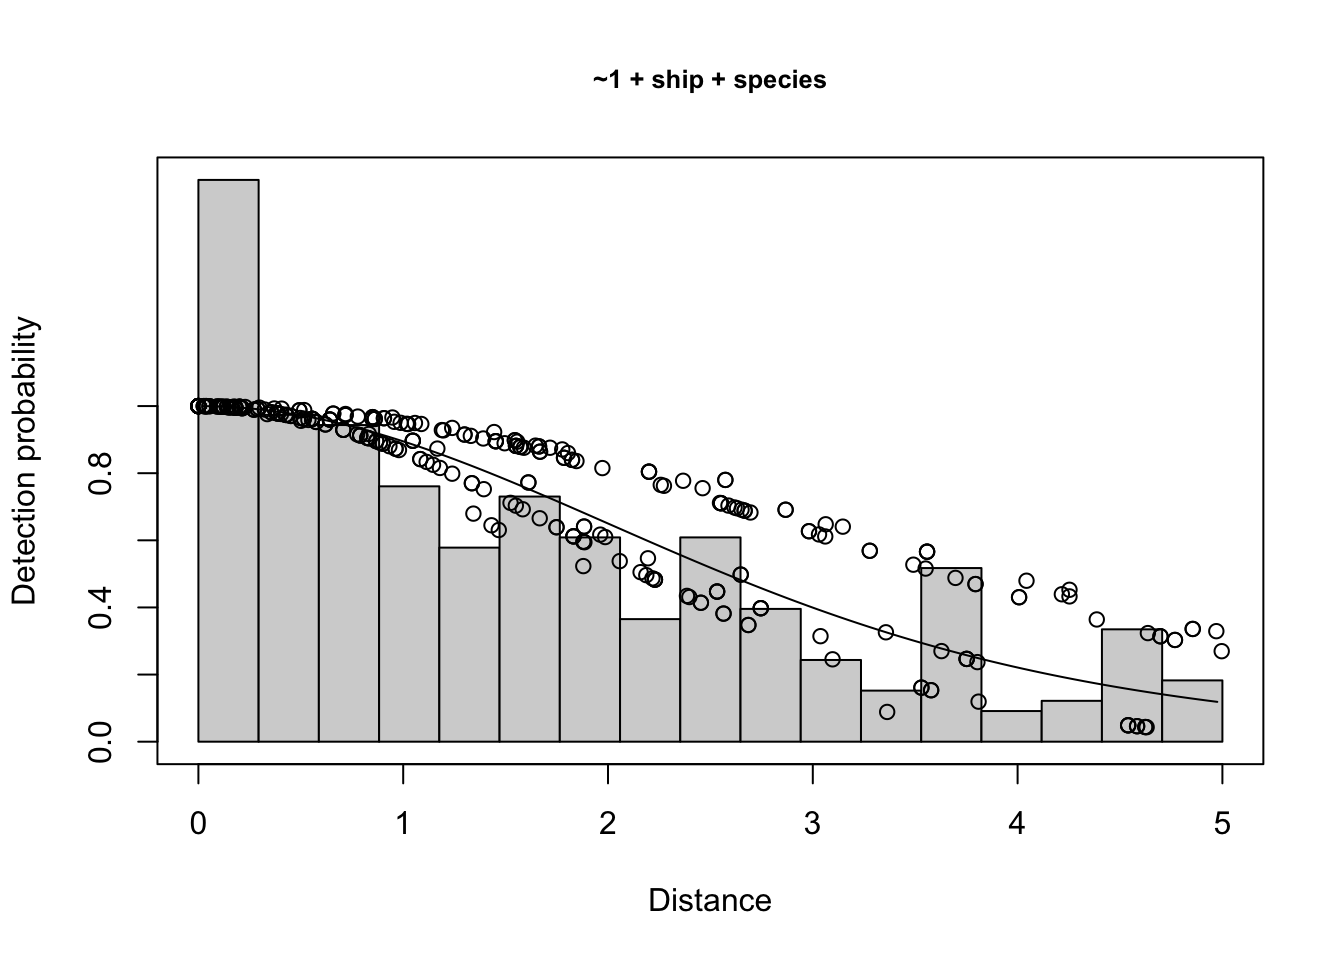 ~1 + ship + species
Detection probability
0.8
0.4
0.0
0 1 2 3 4 5
Distance